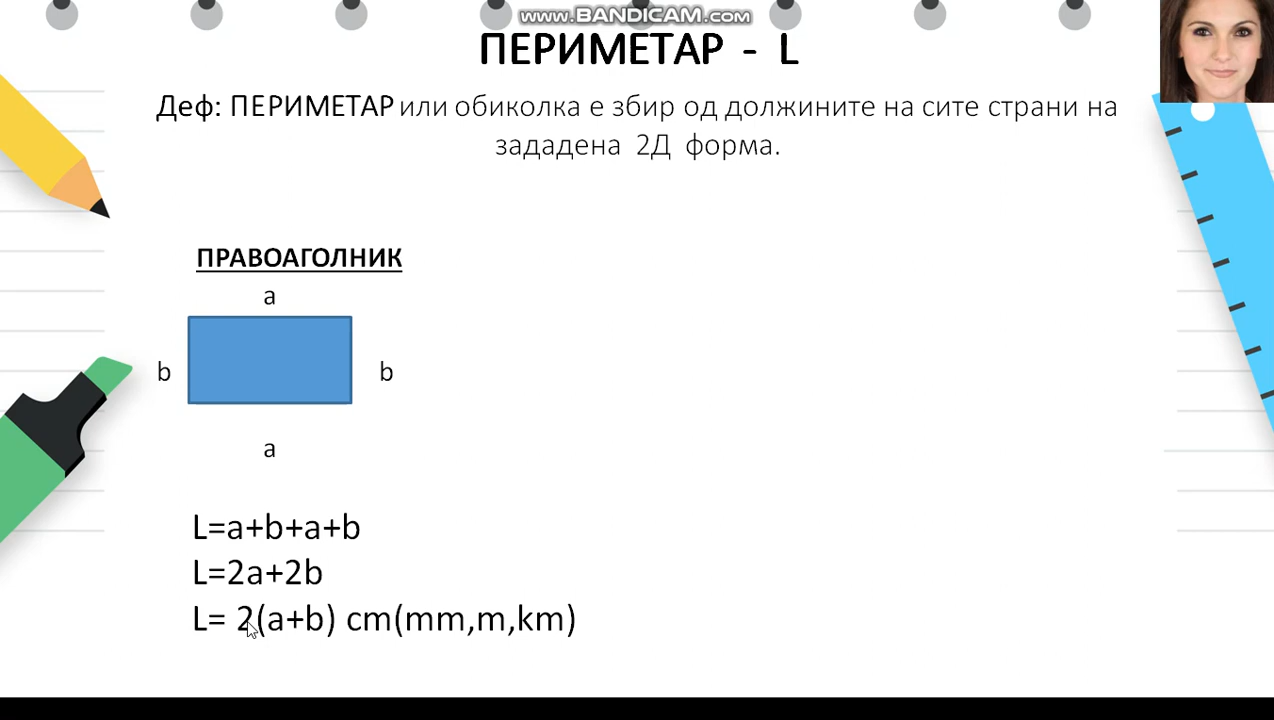 www.BANDICAM.com
ПЕРИМЕТАР - L
Деф: ПЕРИМЕТАР или обиколка е збир од должините на сите страни на
зададена 2Д форма.
ПРАВОАГОЛНИК
a
b b
a
L=a+b+a+b
L=2a+2b
L= 2(a+b) cm(mm,m,km)